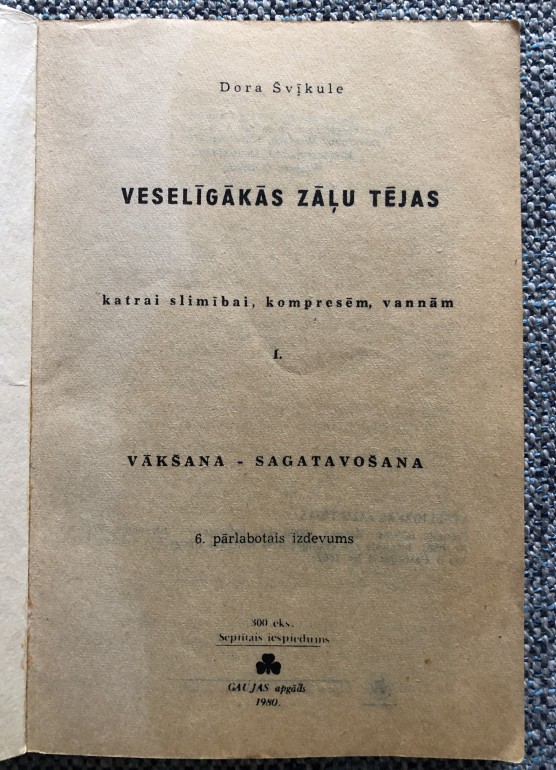 Dora Švīkule
VESELĪGĀKĀS ZĀĻU TĒJAS
katrai slimībai, kompresēm, vannām
I.
VĀKŠANA - SAGATAVOŠANA
6. pārlabotais izdevums
300 eks.
Septītais iespiedums
GAUJAS apgāds
1980.